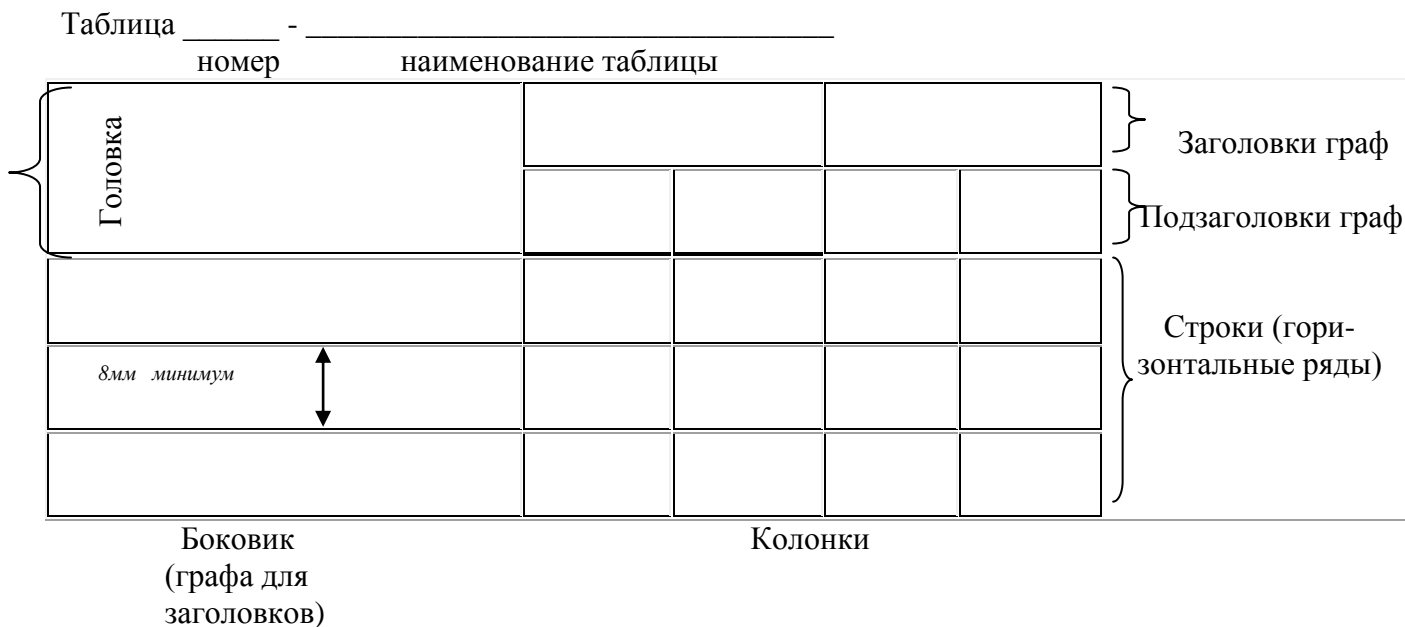 Таблица ______ - _________________________________
номер наименование таблицы
Головка
Заголовки граф
Подзаголовки граф
Строки (гори-
зонтальные ряды)
8мм минимум
Боковик
(графа для
заголовков)
Колонки